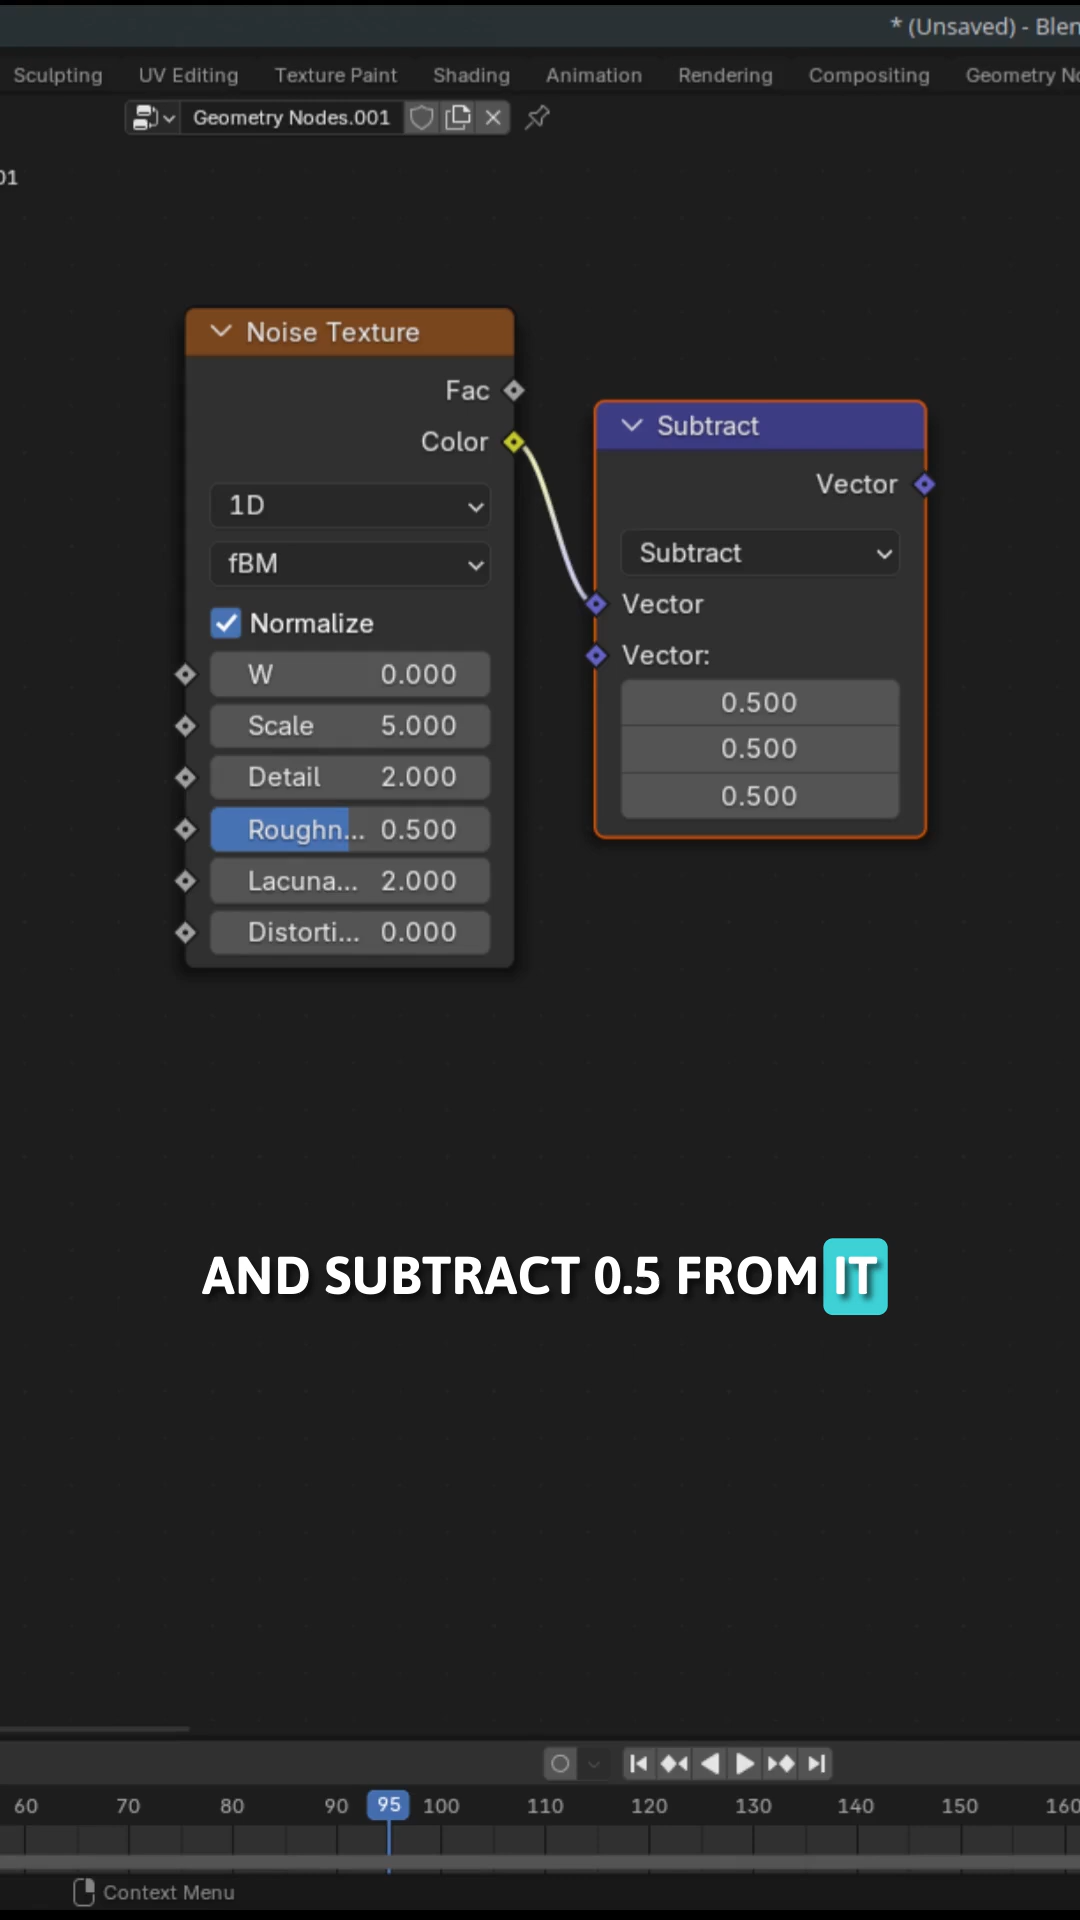 * (Unsaved) - Blen
Sculpting UV Editing Texture Paint Shading Animation Rendering Compositing Geometry No
Geometry Nodes.001
01
Noise Texture
Fac
Color
1D
fBM
Normalize
W 0.000
Scale 5.000
Detail 2.000
Roughn... 0.500
Lacuna... 2.000
Distorti... 0.000
Subtract
Vector
Subtract
Vector
Vector:
0.500
0.500
0.500
AND SUBTRACT 0.5 FROM IT
60 70 80 90 95 100 110 120 130 140 150 160
Context Menu